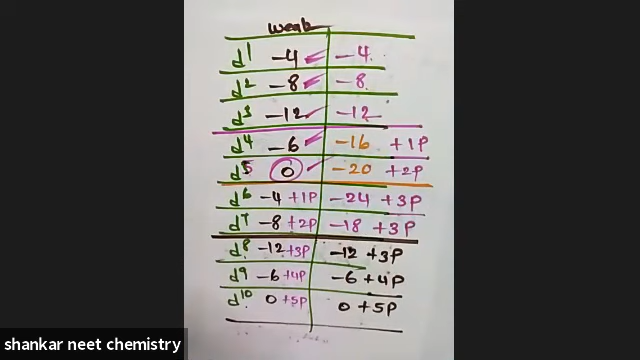 weak
d1 -4 -4
d2 -8 -8
d3 -12 -12
d4 -6 -16 +1P
d5 0 -20 +2P
d6 -4 +1P -24 +3P
d7 -8 +2P -18 +3P
d8 -12 +3P -12 +3P
d9 -6 +4P -6 +4P
d10 0 +5P 0 +5P
shankar neet chemistry